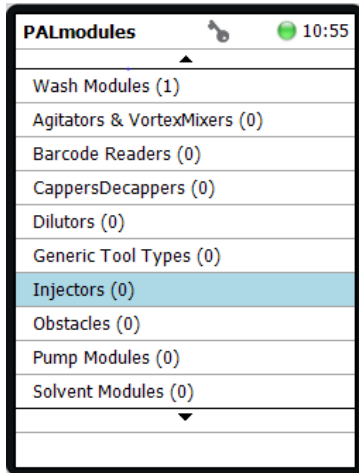 PALmodules 10:55
Wash Modules (1)
Agitators & VortexMixers (0)
Barcode Readers (0)
CappersDecappers (0)
Dilutors (0)
Generic Tool Types (0)
Injectors (0)
Obstacles (0)
Pump Modules (0)
Solvent Modules (0)